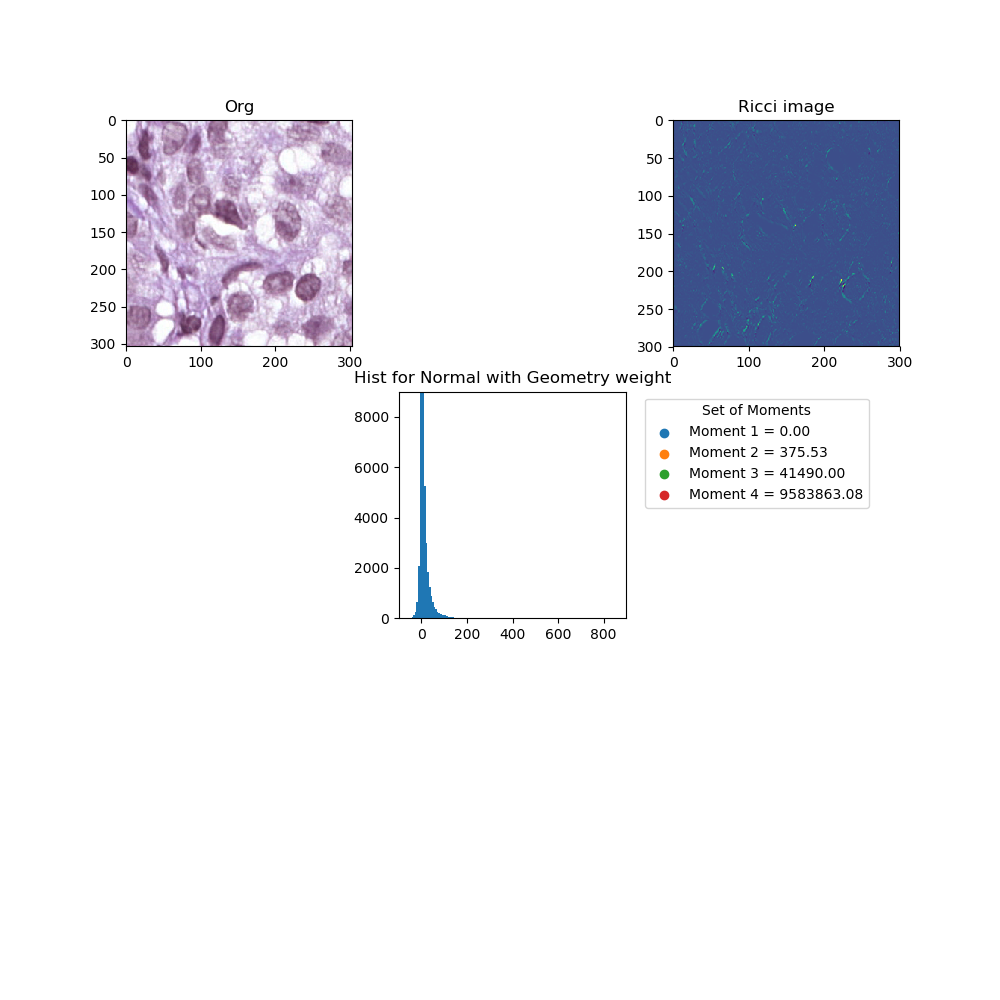 Org
0
50
100
150
200
250
300
0 100 200 300
Ricci image
0
50
100
150
200
250
300
0 100 200 300
Hist for Normal with Geometry weight
8000
6000
4000
2000
0
0 200 400 600 800
Set of Moments
Moment 1 = 0.00
Moment 2 = 375.53
Moment 3 = 41490.00
Moment 4 = 9583863.08